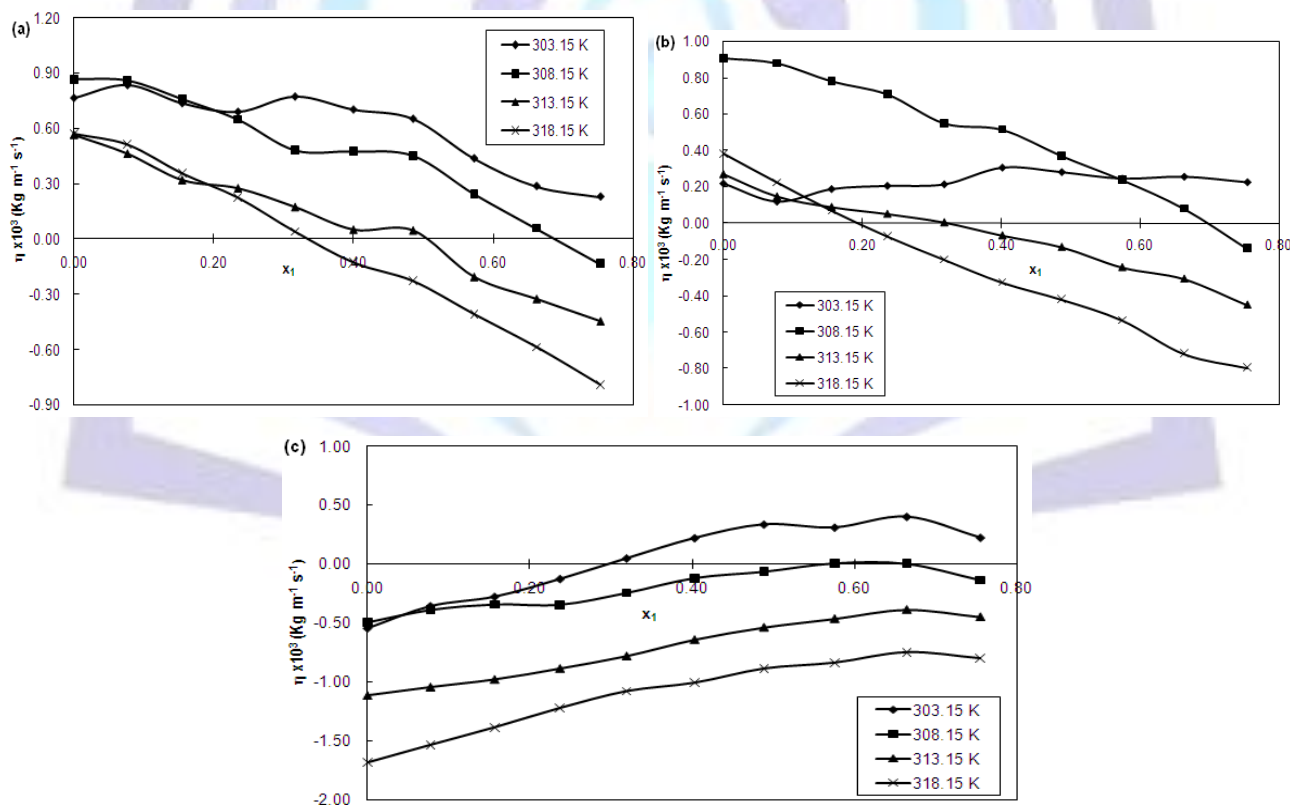 (a)
1.20
0.90
0.60
0.30
0.00
-0.30
-0.60
-0.90
η x10³ (Kg m⁻¹ s⁻¹)
0.00 0.20 0.40 0.60 0.80
x₁
303.15 K
308.15 K
313.15 K
318.15 K
(b)
1.00
0.80
0.60
0.40
0.20
0.00
-0.20
-0.40
-0.60
-0.80
-1.00
η x10³ (Kg m⁻¹ s⁻¹)
0.00 0.20 0.40 0.60 0.80
x₁
303.15 K
308.15 K
313.15 K
318.15 K
(c)
1.00
0.50
0.00
-0.50
-1.00
-1.50
-2.00
η x10³ (Kg m⁻¹ s⁻¹)
0.00 0.20 0.40 0.60 0.80
x₁
303.15 K
308.15 K
313.15 K
318.15 K